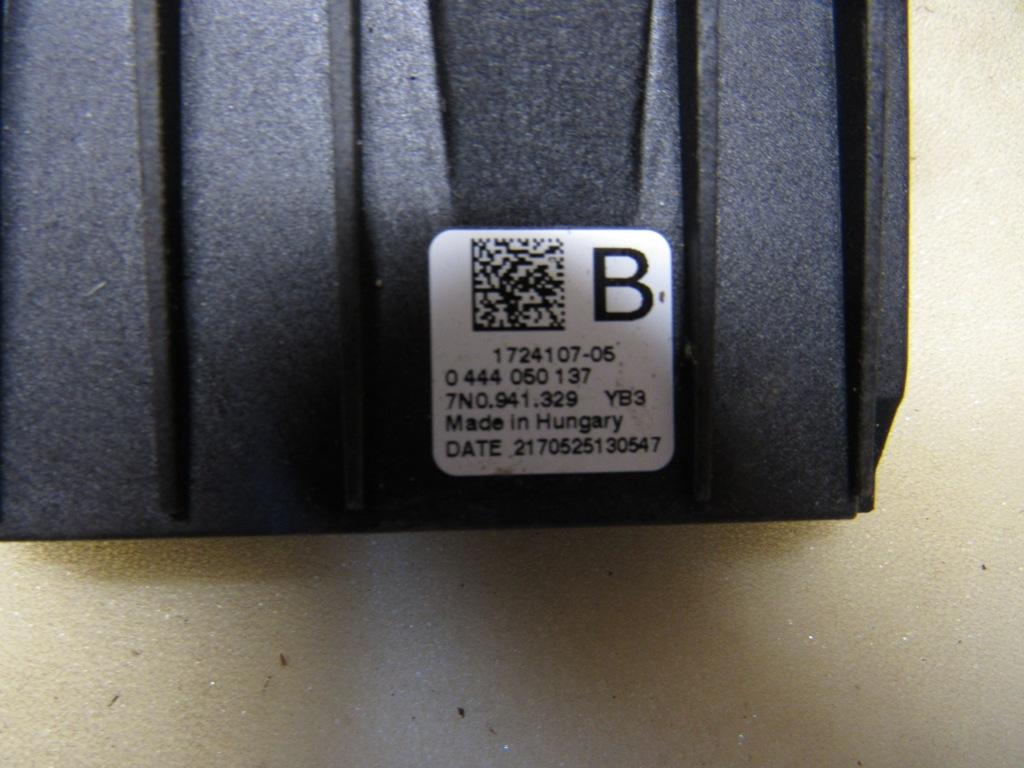 B
1724107-05
0 444 050 137
7N0.941.329 YB3
Made in Hungary
DATE 2170525130547